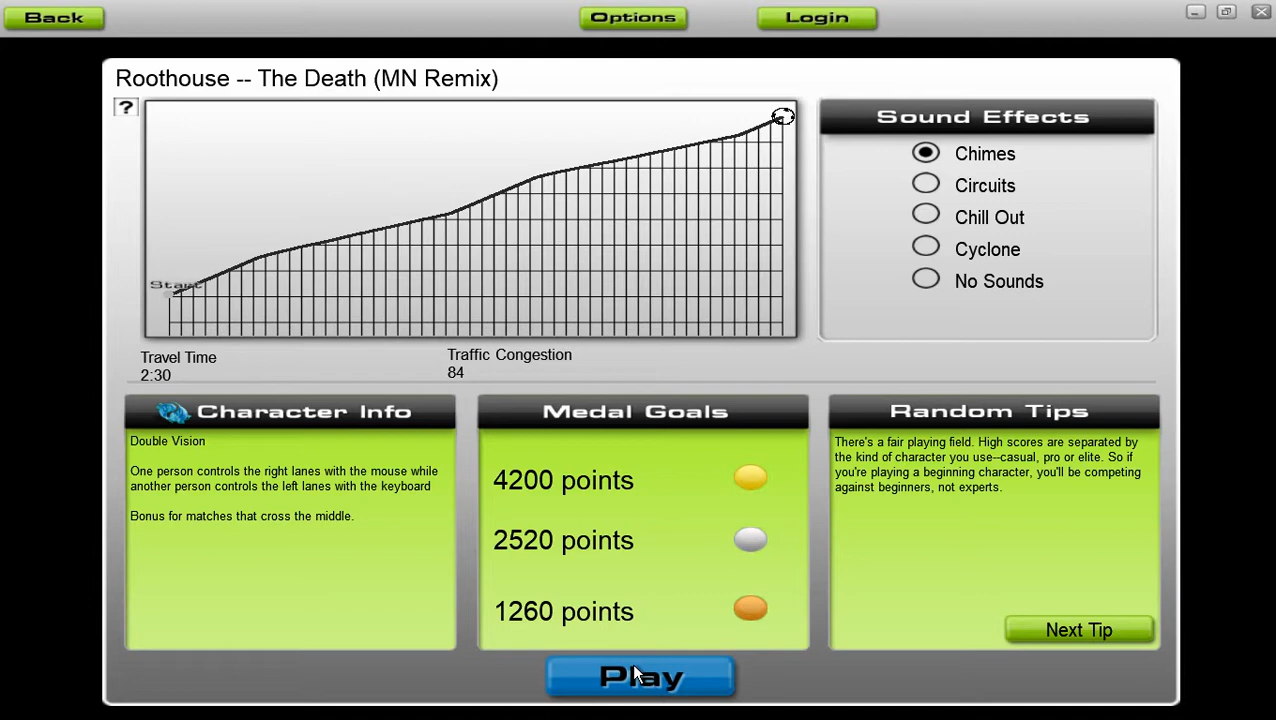 Back
Options
Login
Roothouse -- The Death (MN Remix)
?
Start
Travel Time
2:30
Traffic Congestion
84
Sound Effects
Chimes
Circuits
Chill Out
Cyclone
No Sounds
Character Info
Double Vision
One person controls the right lanes with the mouse while
another person controls the left lanes with the keyboard
Bonus for matches that cross the middle.
Medal Goals
4200 points
2520 points
1260 points
Random Tips
There's a fair playing field. High scores are separated by
the kind of character you use--casual, pro or elite. So if
you're playing a beginning character, you'll be competing
against beginners, not experts.
Next Tip
Play